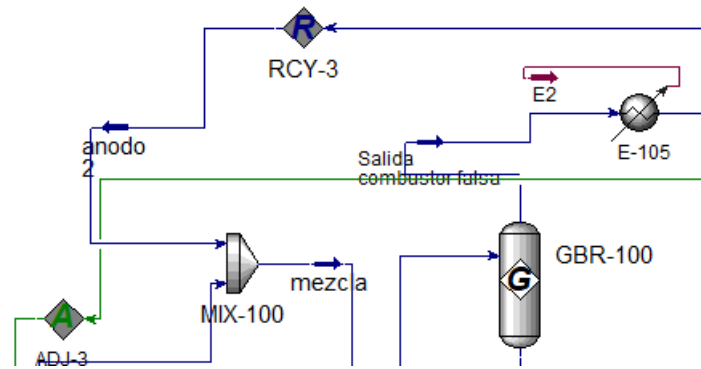 R
RCY-3
E2
anodo
2
Salida
combustor falsa
E-105
GBR-100
G
mezcla
MIX-100
A
ADJ-3